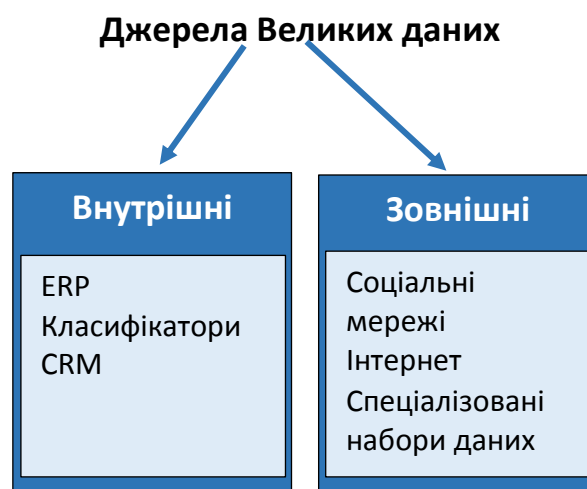 Джерела Великих даних
Внутрішні
ERP
Класифікатори
CRM
Зовнішні
Соціальні
мережі
Інтернет
Спеціалізовані
набори даних